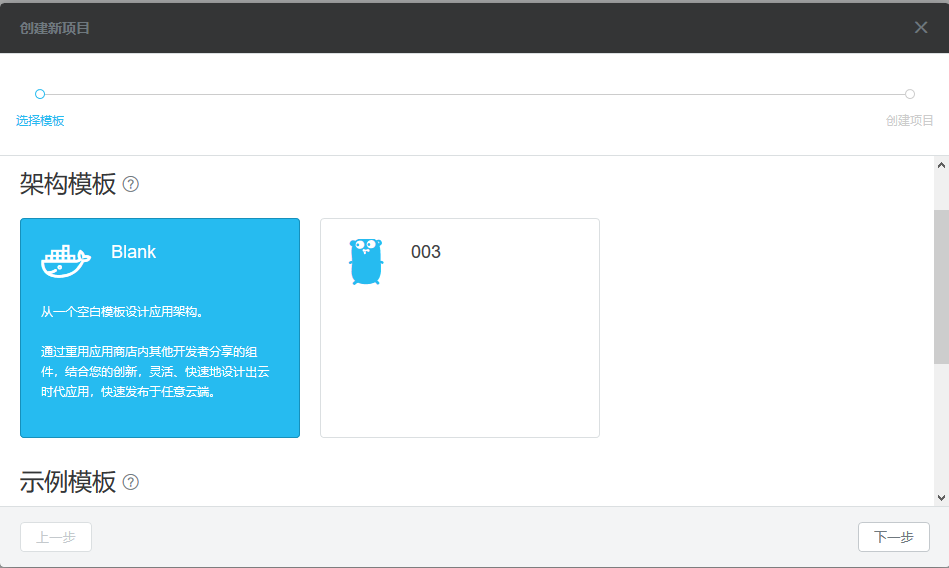 创建新项目
选择模板
创建项目
架构模板
Blank
从一个空白模板设计应用架构。
通过重用应用商店内其他开发者分享的组
件，结合您的创新，灵活、快速地设计出云
时代应用，快速发布于任意云端。
003
示例模板
上一步
下一步